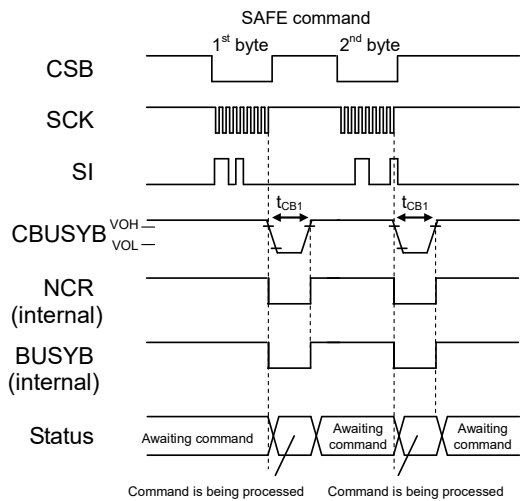 SAFE command
1st byte
2nd byte
CSB
SCK
SI
tCB1
tCB1
CBUSYB
VOH
VOL
NCR
(internal)
BUSYB
(internal)
Status
Awaiting command
Awaiting
command
Awaiting
command
Command is being processed
Command is being processed